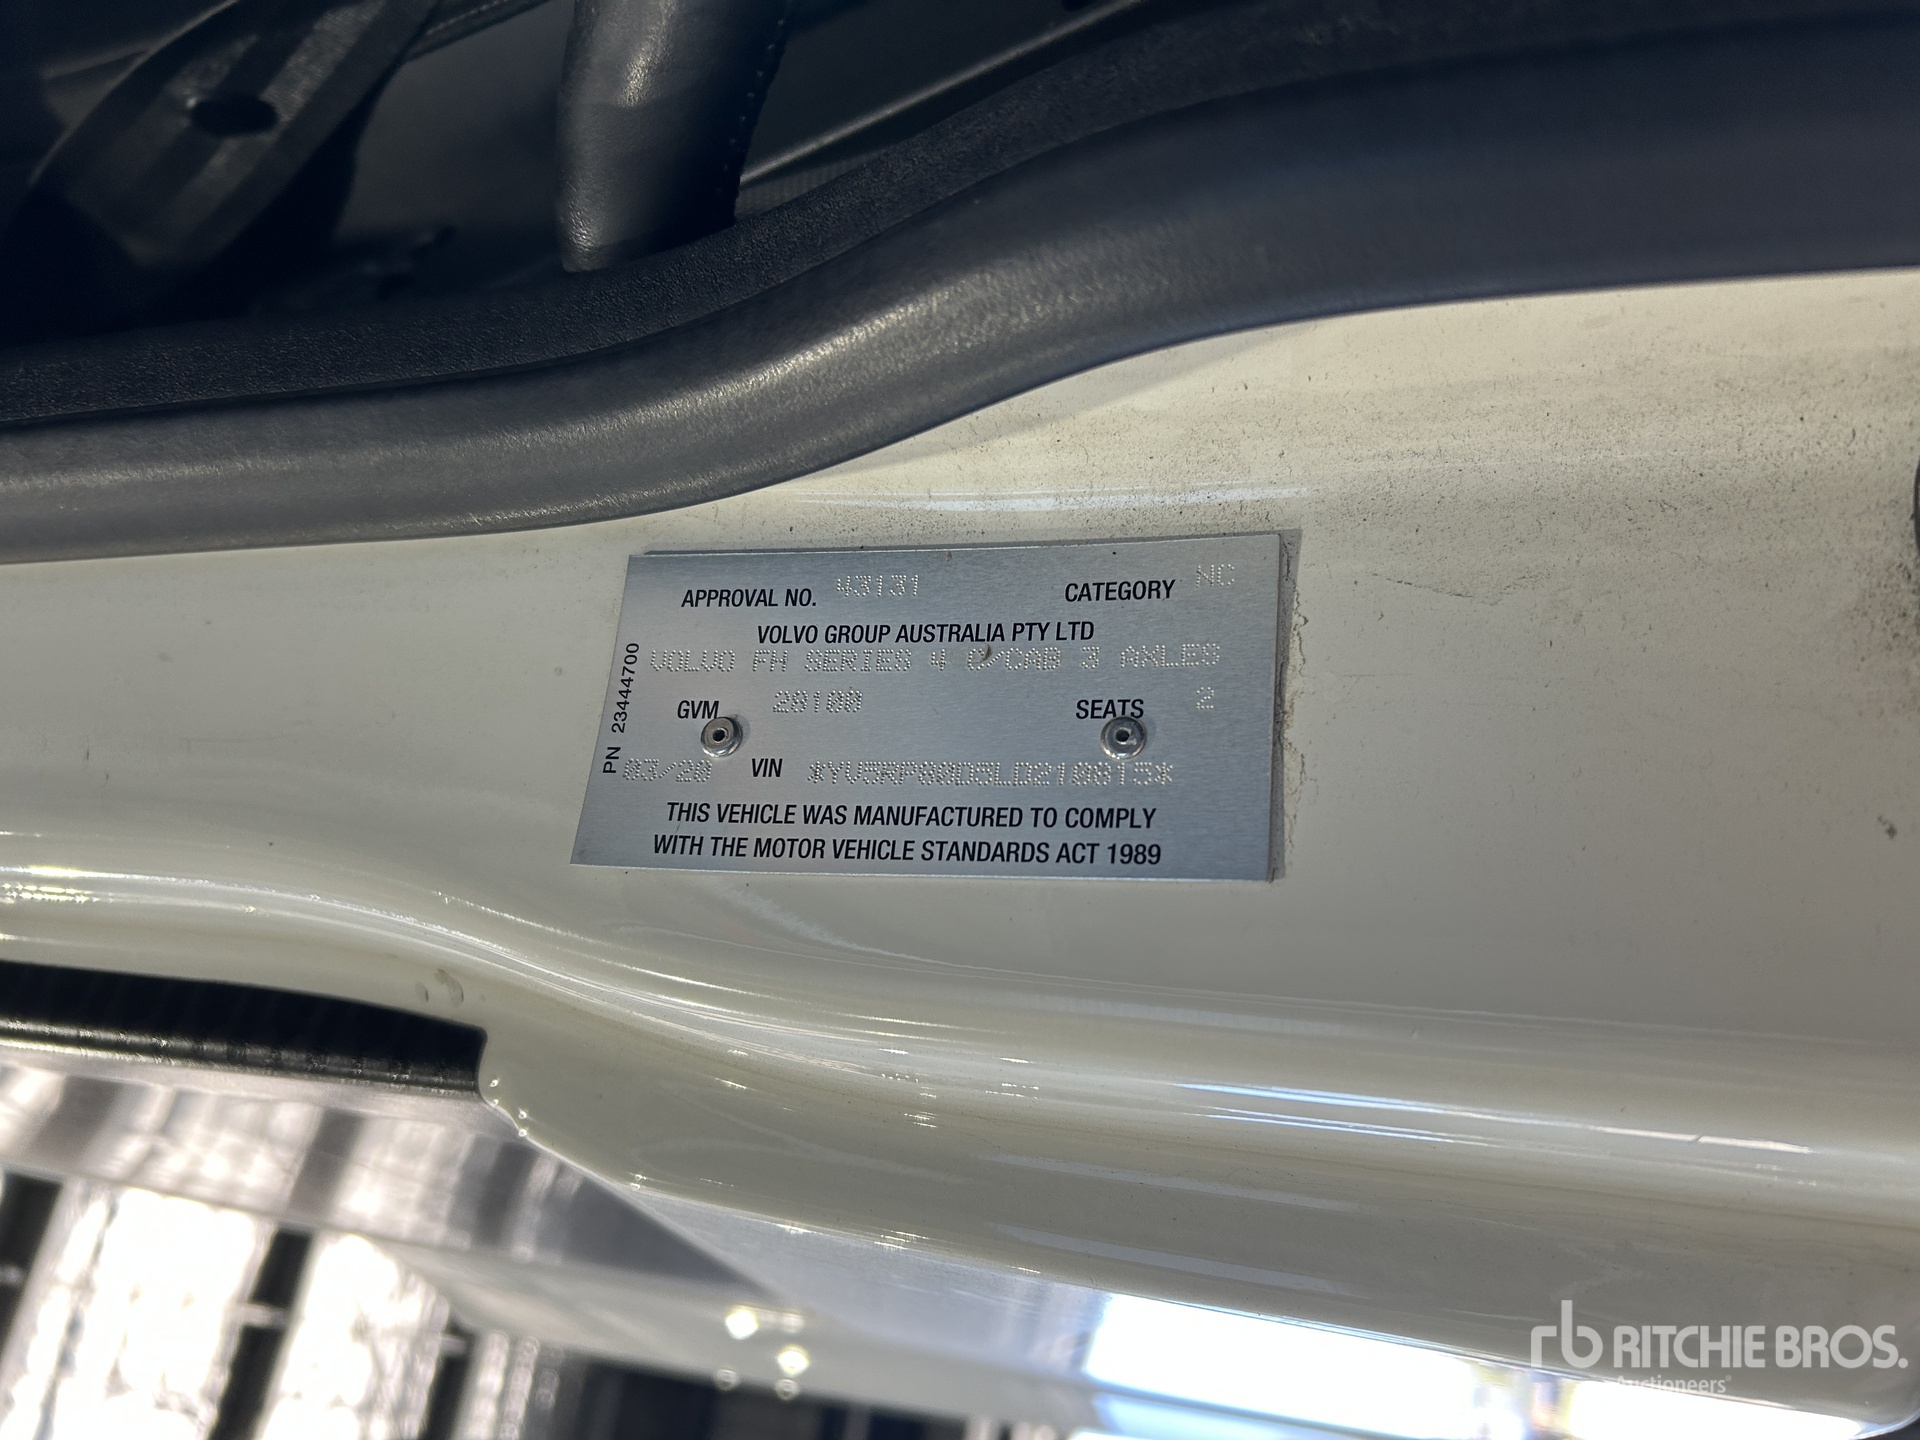 APPROVAL NO. 43131 CATEGORY NC
VOLVO GROUP AUSTRALIA PTY LTD
VOLVO FH SERIES 4 C/CAB 3 AXLES
GVM 28100 SEATS 2
03/20 VIN *YV5RP80D5LD210015*
THIS VEHICLE WAS MANUFACTURED TO COMPLY
WITH THE MOTOR VEHICLE STANDARDS ACT 1989
PN 23444700
rb RITCHIE BROS.
Auctioneers